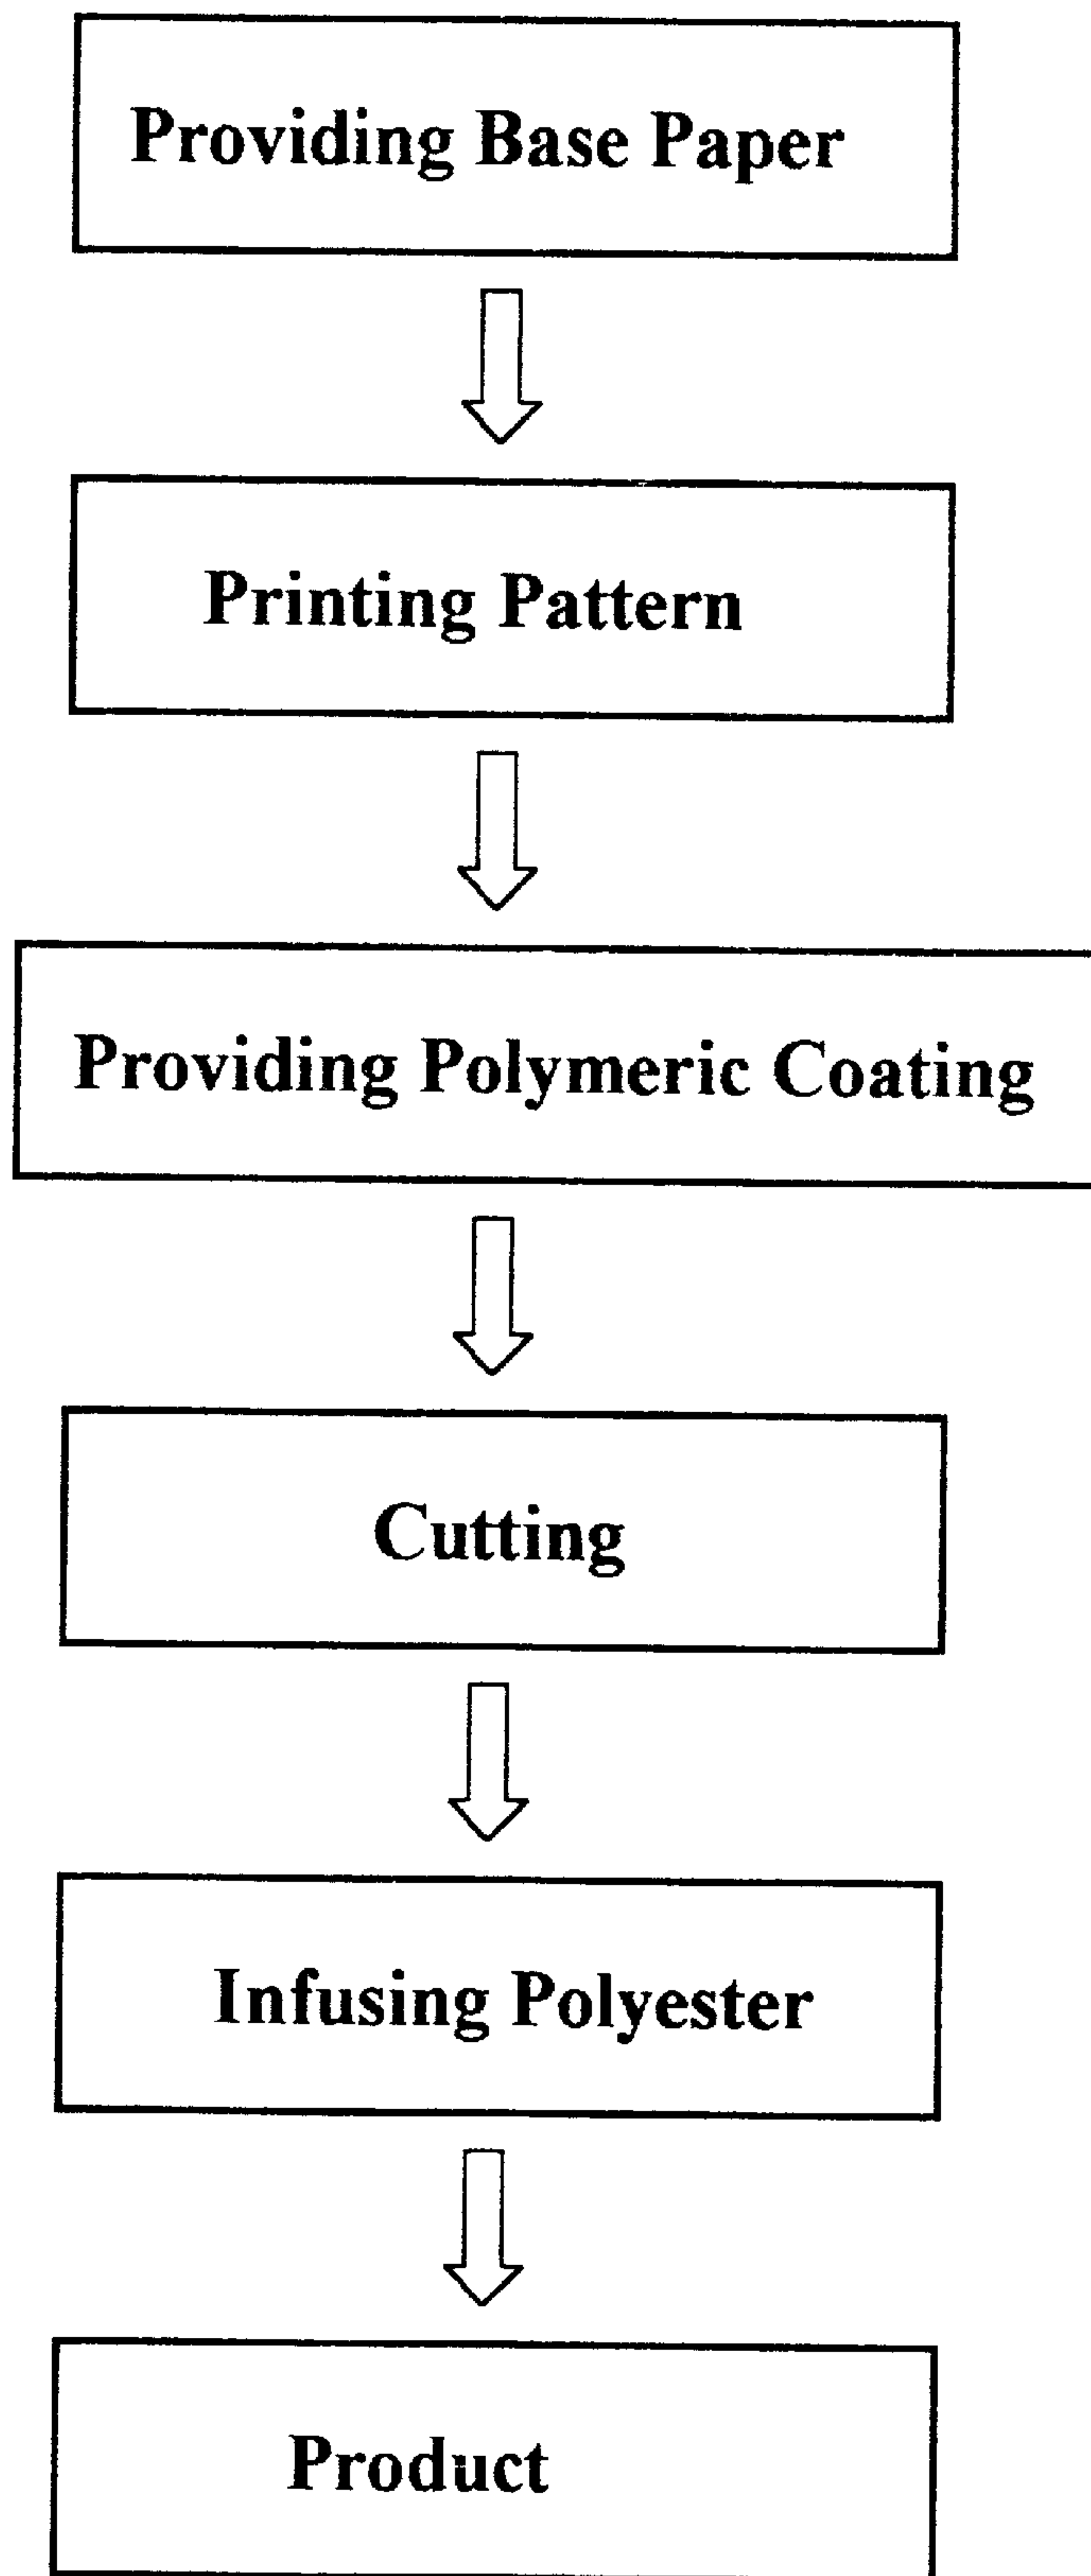 Providing Base Paper
Printing Pattern
Providing Polymeric Coating
Cutting
Infusing Polyester
Product